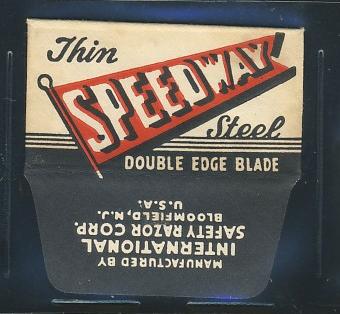 Thin
SPEEDWAY
Steel
DOUBLE EDGE BLADE
MANUFACTURED BY
INTERNATIONAL
SAFETY RAZOR CORP.
BLOOMFIELD, N.J.
U.S.A.